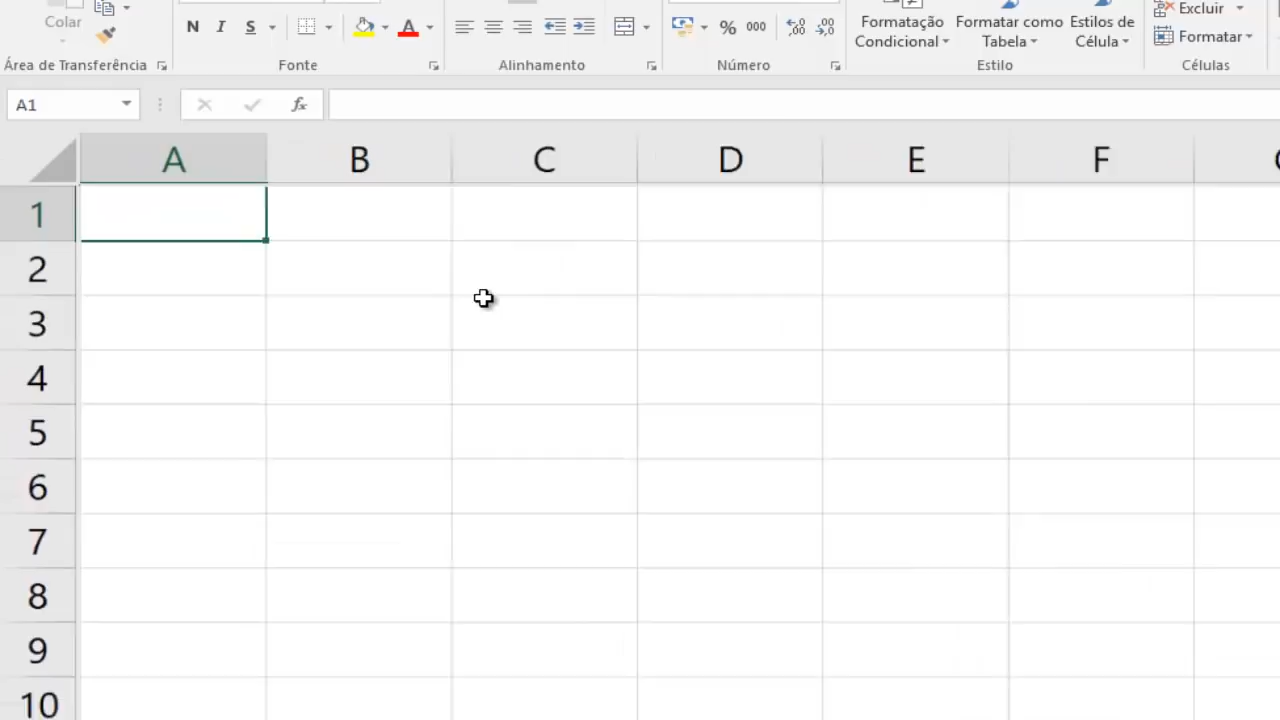 Colar
Excluir
Formatação Condicional
Formatar como Tabela
Estilos de Célula
Formatar
N I S
A
% 000
Área de Transferência
Fonte
Alinhamento
Número
Estilo
Células
A1
fx
A B C D E F
1
2
3
4
5
6
7
8
9
10